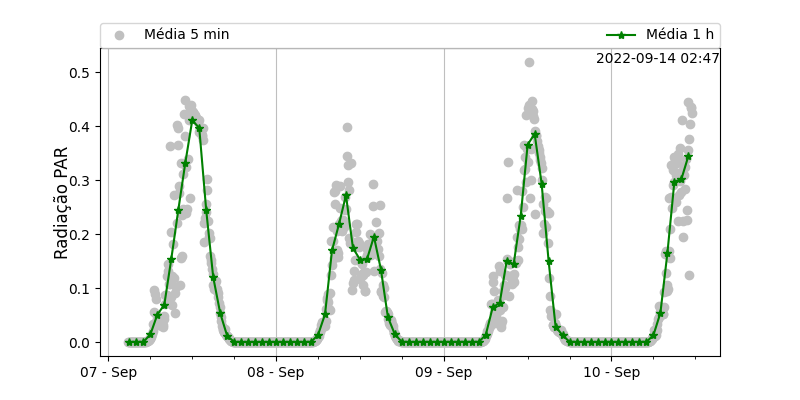 Média 5 min
Média 1 h
2022-09-14 02:47
Radiação PAR
0.5
0.4
0.3
0.2
0.1
0.0
07 - Sep
08 - Sep
09 - Sep
10 - Sep